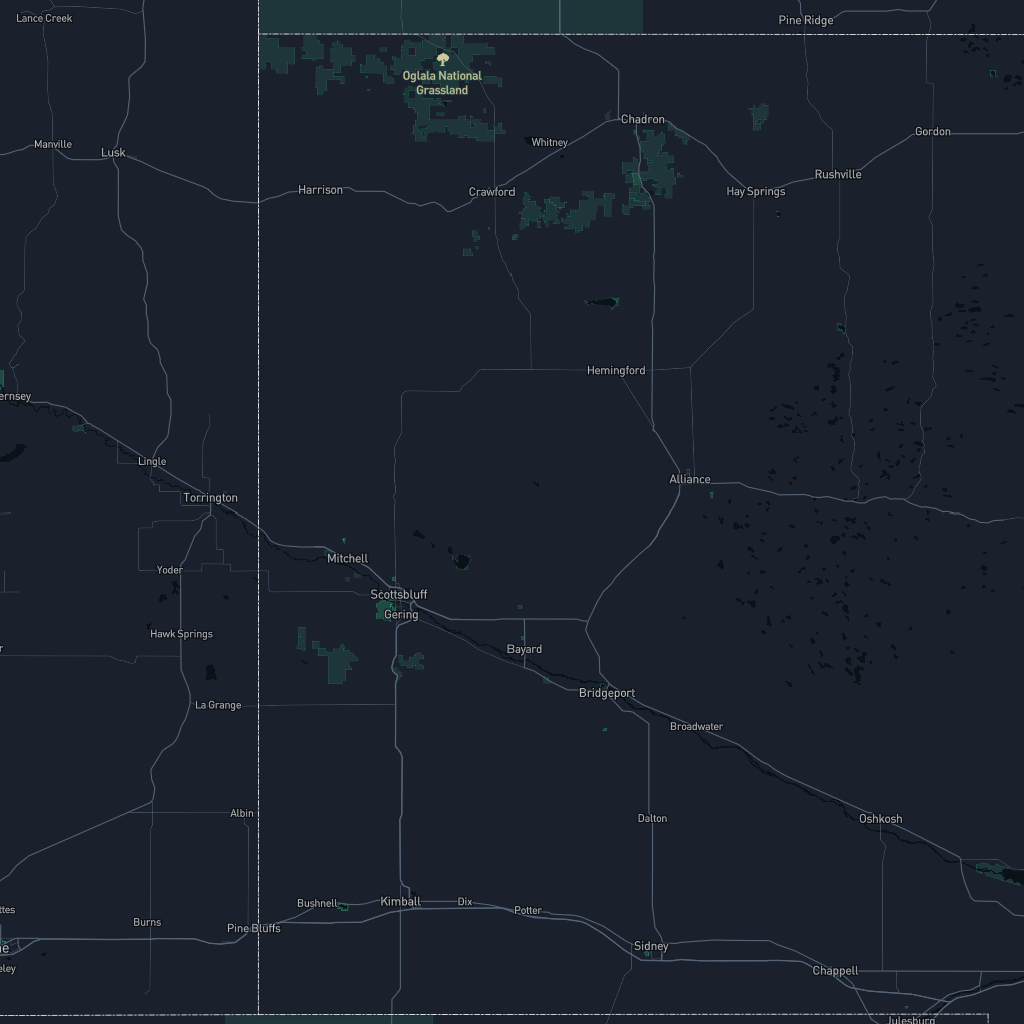 Lance Creek
Pine Ridge
Oglala National
Grassland
Chadron
Gordon
Manville
Whitney
Lusk
Rushville
Harrison
Crawford
Hay Springs
Hemingford
ernsey
Lingle
Alliance
Torrington
Mitchell
Yoder
Scottsbluff
Gering
Hawk Springs
r
Bayard
Bridgeport
La Grange
Broadwater
Albin
Dalton
Oshkosh
Bushnell
Kimball
Dix
ttes
Potter
Burns
Pine Bluffs
ne
Sidney
eley
Chappell
Julesburg